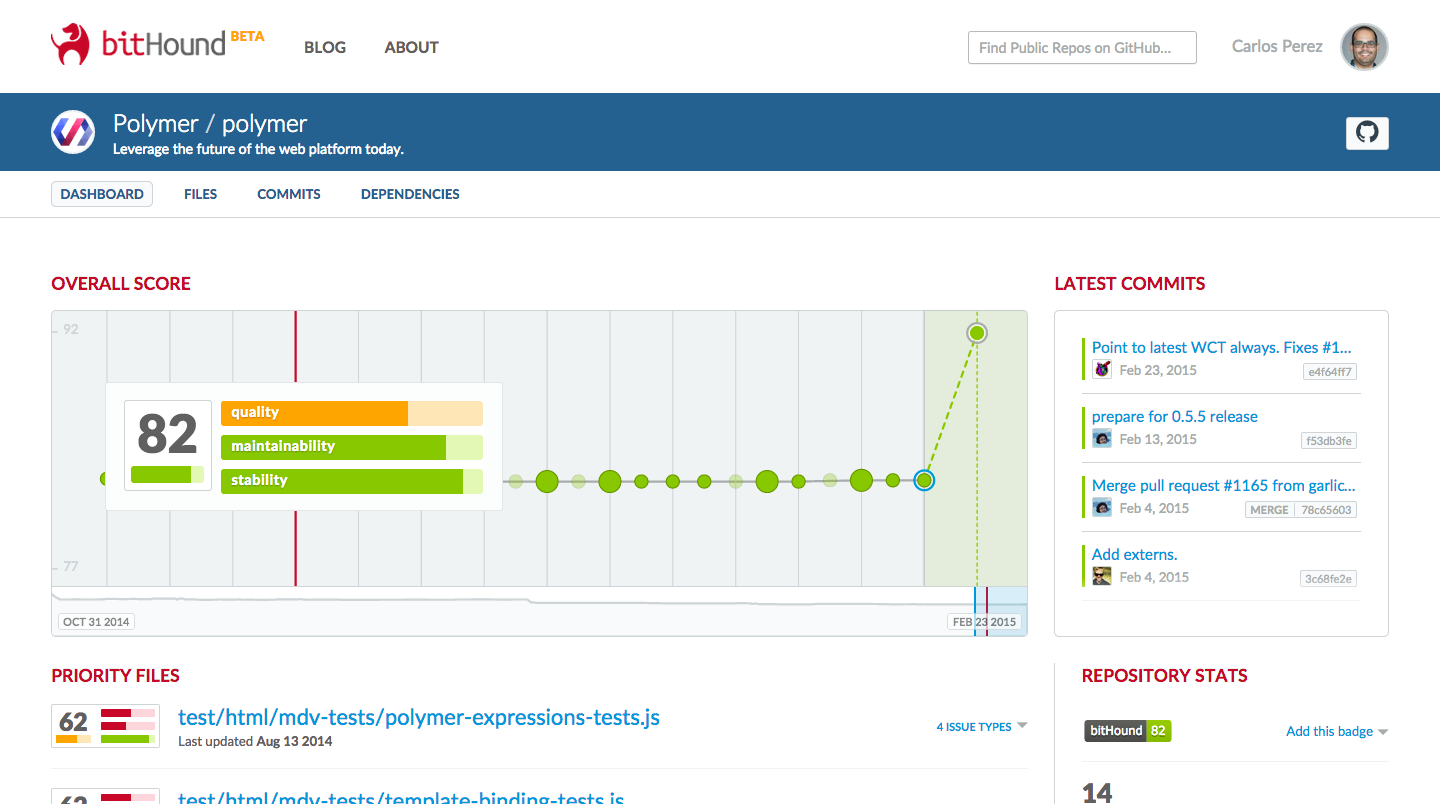 bitHound BETA
BLOG
ABOUT
Find Public Repos on GitHub...
Carlos Perez
Polymer / polymer
Leverage the future of the web platform today.
DASHBOARD
FILES
COMMITS
DEPENDENCIES
OVERALL SCORE
92
82
quality
maintainability
stability
77
OCT 31 2014
FEB 23 2015
LATEST COMMITS
Point to latest WCT always. Fixes #1...
Feb 23, 2015
e4f64ff7
prepare for 0.5.5 release
Feb 13, 2015
f53db3fe
Merge pull request #1165 from garlic...
Feb 4, 2015
MERGE 78c65603
Add externs.
Feb 4, 2015
3c68fe2e
PRIORITY FILES
62
test/html/mdv-tests/polymer-expressions-tests.js
Last updated Aug 13 2014
4 ISSUE TYPES
62
test/html/mdv-tests/template-binding-tests.js
REPOSITORY STATS
bitHound 82
Add this badge
14